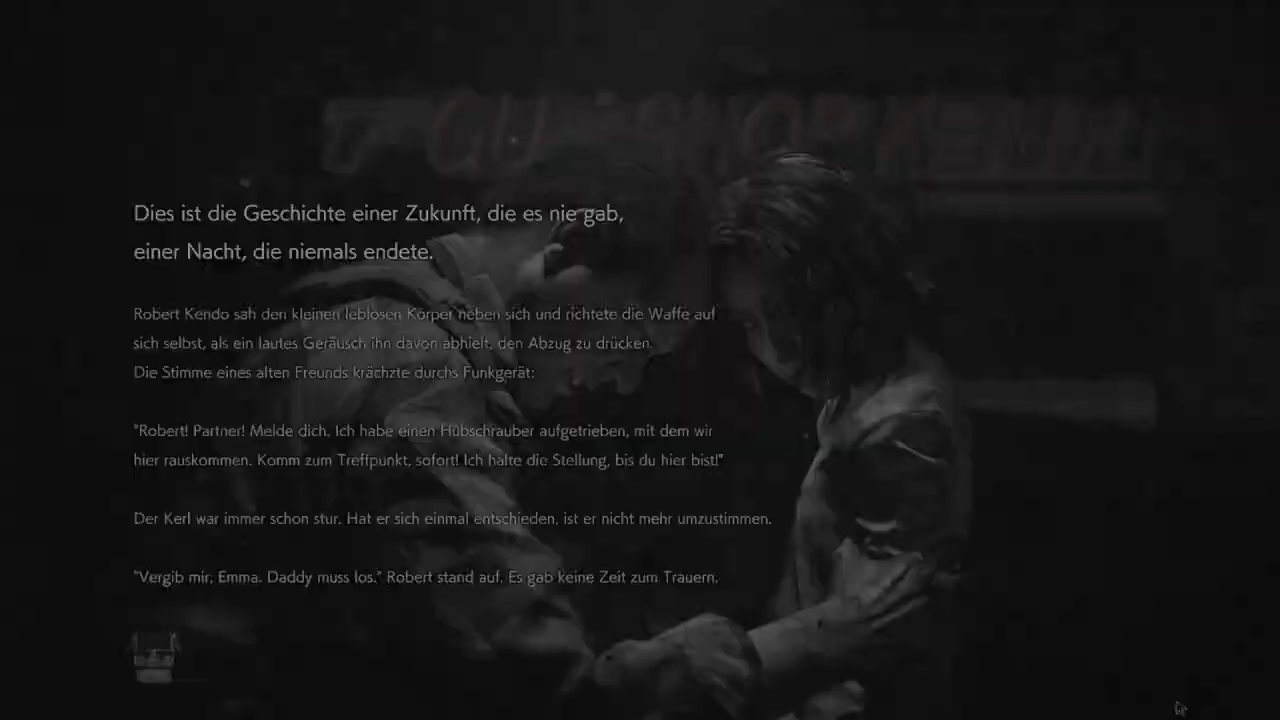 GUN SHOP KENDO
Dies ist die Geschichte einer Zukunft, die es nie gab,
einer Nacht, die niemals endete.
Robert Kendo sah den kleinen leblosen Körper neben sich und richtete die Waffe auf
sich selbst, als ein lautes Geräusch ihn davon abhielt, den Abzug zu drücken.
Die Stimme eines alten Freunds krächzte durchs Funkgerät:
"Robert! Partner! Melde dich. Ich habe einen Hubschrauber aufgetrieben, mit dem wir
hier rauskommen. Komm zum Treffpunkt, sofort! Ich halte die Stellung, bis du hier bist!"
Der Kerl war immer schon stur. Hat er sich einmal entschieden, ist er nicht mehr umzustimmen.
"Vergib mir, Emma. Daddy muss los." Robert stand auf. Es gab keine Zeit zum Trauern.